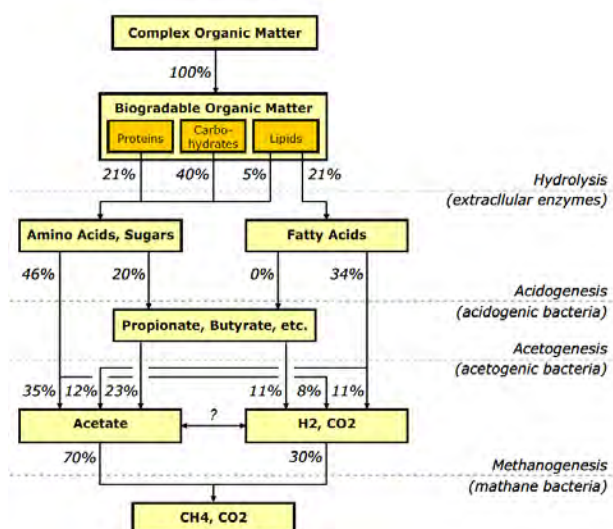 Complex Organic Matter
100%
Biogradable Organic Matter
Proteins
Carbo-
hydrates
Lipids
21% 40% 5% 21%
Hydrolysis
(extracllular enzymes)
Amino Acids, Sugars
Fatty Acids
46% 20% 0% 34%
Acidogenesis
(acidogenic bacteria)
Propionate, Butyrate, etc.
Acetogenesis
(acetogenic bacteria)
35% 12% 23% 11% 8% 11%
Acetate
?
H2, CO2
70% 30%
Methanogenesis
(mathane bacteria)
CH4, CO2